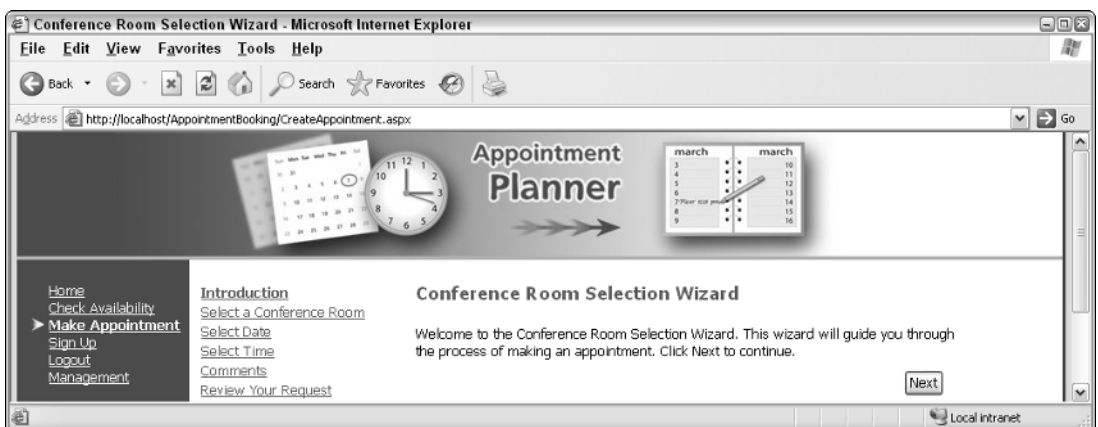 Conference Room Selection Wizard - Microsoft Internet Explorer
File Edit View Favorites Tools Help
Back Search Favorites
Address http://localhost/AppointmentBooking/CreateAppointment.aspx Go
Appointment
Planner
march march
Home
Check Availability
Make Appointment
Sign Up
Logout
Management
Introduction
Select a Conference Room
Select Date
Select Time
Comments
Review Your Request
Conference Room Selection Wizard
Welcome to the Conference Room Selection Wizard. This wizard will guide you through
the process of making an appointment. Click Next to continue.
Next
Local intranet